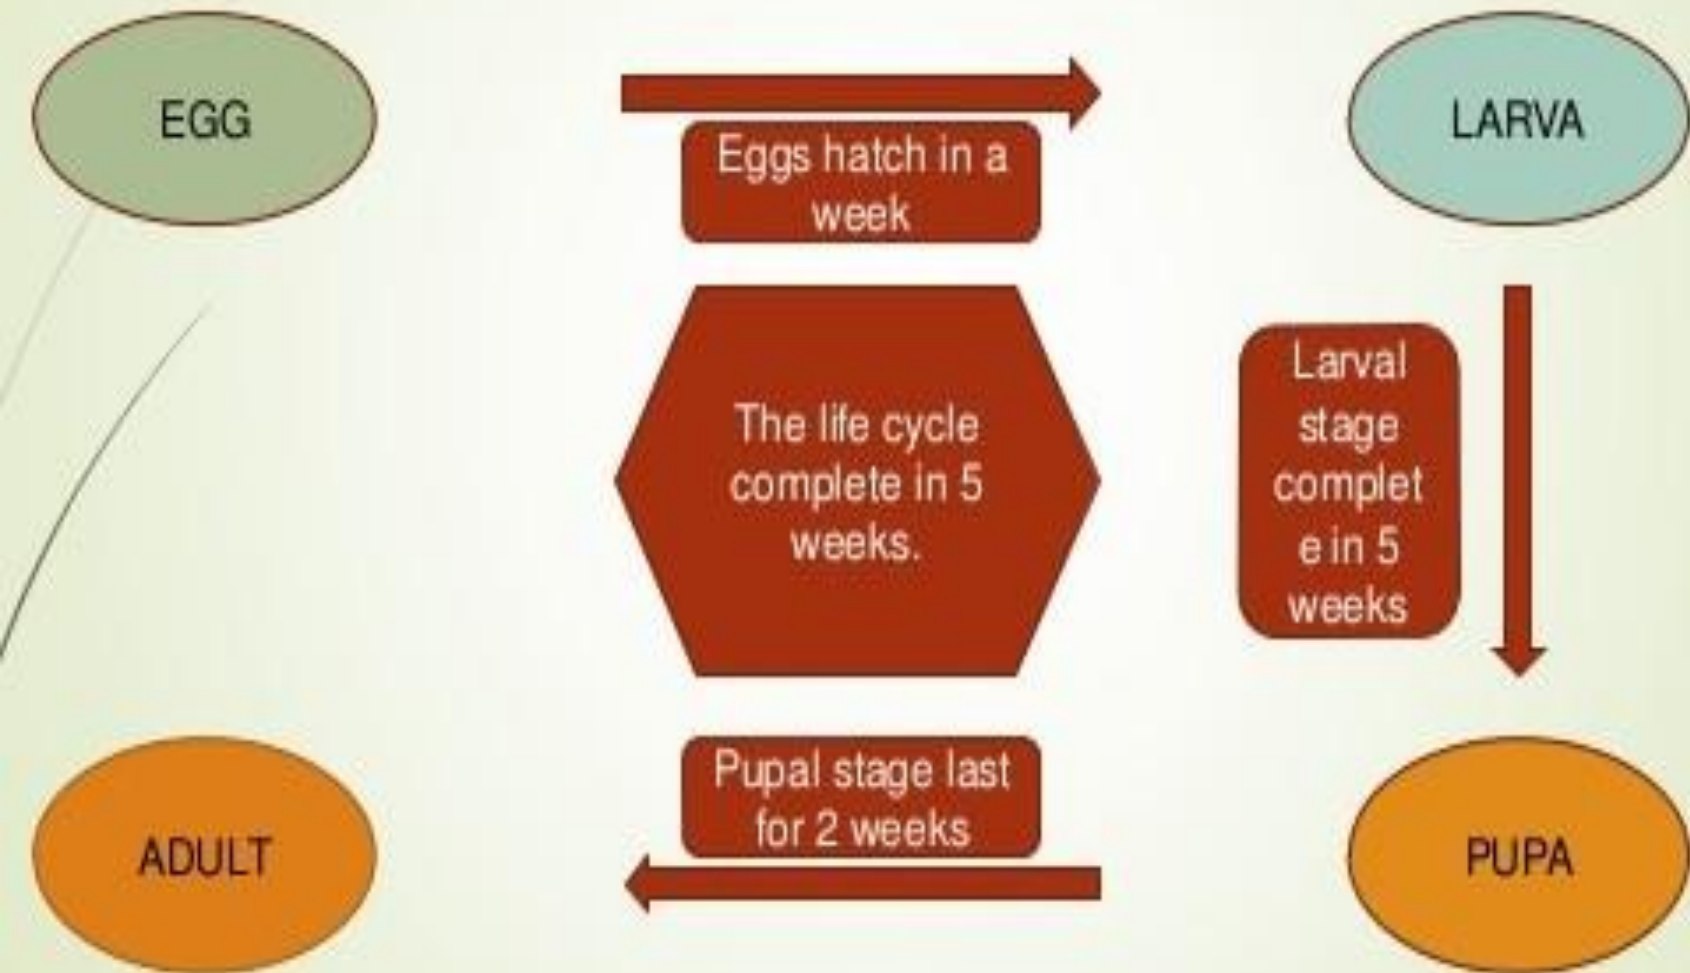 EGG
Eggs hatch in a
week
LARVA
The life cycle
complete in 5
weeks.
Larval
stage
complet
e in 5
weeks
Pupal stage last
for 2 weeks
ADULT
PUPA